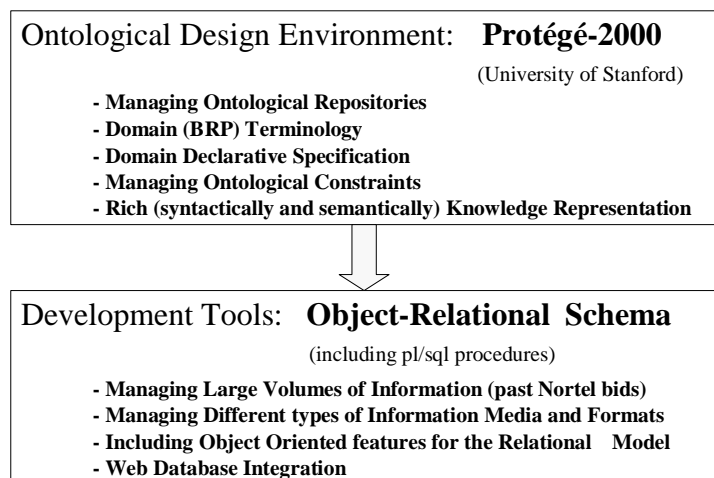 Ontological Design Environment: Protégé-2000
(University of Stanford)
- Managing Ontological Repositories
- Domain (BRP) Terminology
- Domain Declarative Specification
- Managing Ontological Constraints
- Rich (syntactically and semantically) Knowledge Representation
Development Tools: Object-Relational Schema
(including pl/sql procedures)
- Managing Large Volumes of Information (past Nortel bids)
- Managing Different types of Information Media and Formats
- Including Object Oriented features for the Relational Model
- Web Database Integration